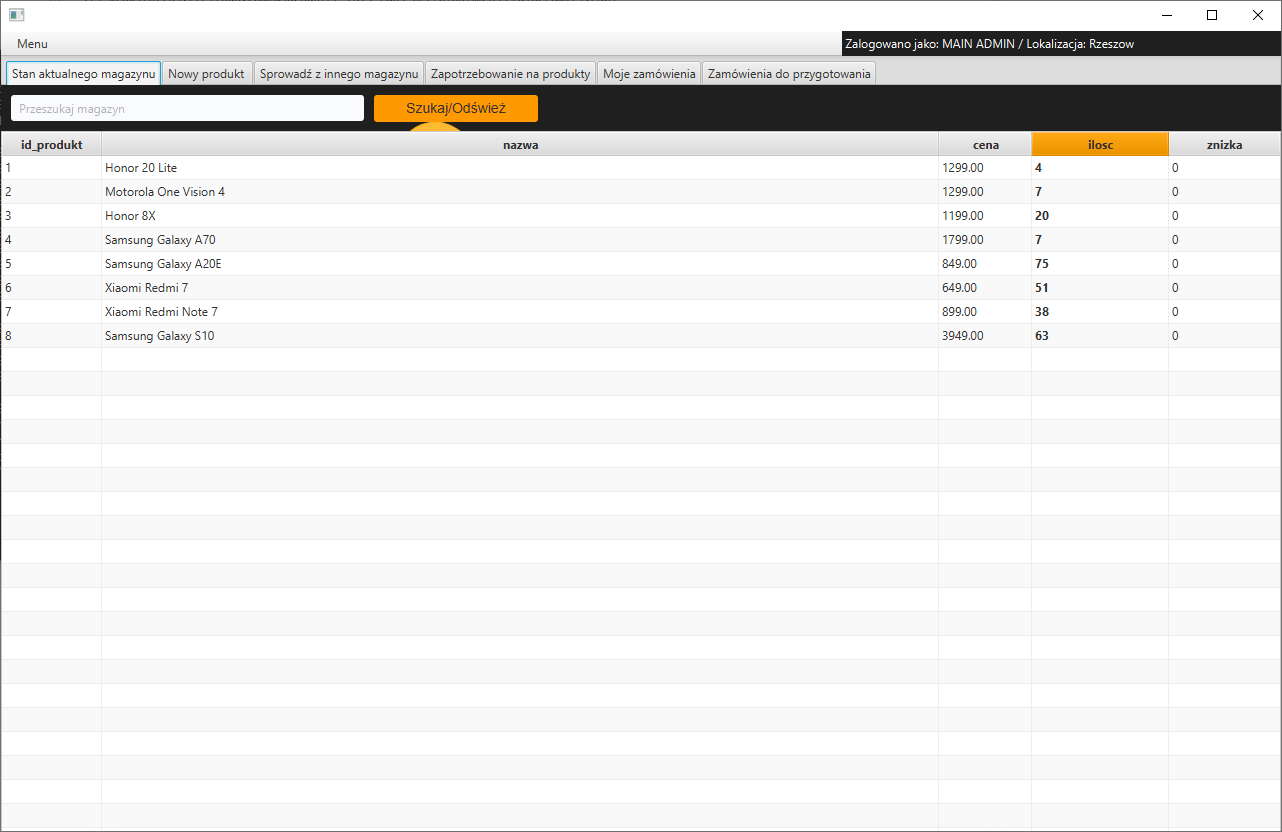 Menu Zalogowano jako: MAIN ADMIN / Lokalizacja: Rzeszow
Stan aktualnego magazynu Nowy produkt Sprowadź z innego magazynu Zapotrzebowanie na produkty Moje zamówienia Zamówienia do przygotowania
Przeszukaj magazyn Szukaj/Odśwież
id_produkt nazwa cena ilosc znizka
1 Honor 20 Lite 1299.00 4 0
2 Motorola One Vision 4 1299.00 7 0
3 Honor 8X 1199.00 20 0
4 Samsung Galaxy A70 1799.00 7 0
5 Samsung Galaxy A20E 849.00 75 0
6 Xiaomi Redmi 7 649.00 51 0
7 Xiaomi Redmi Note 7 899.00 38 0
8 Samsung Galaxy S10 3949.00 63 0